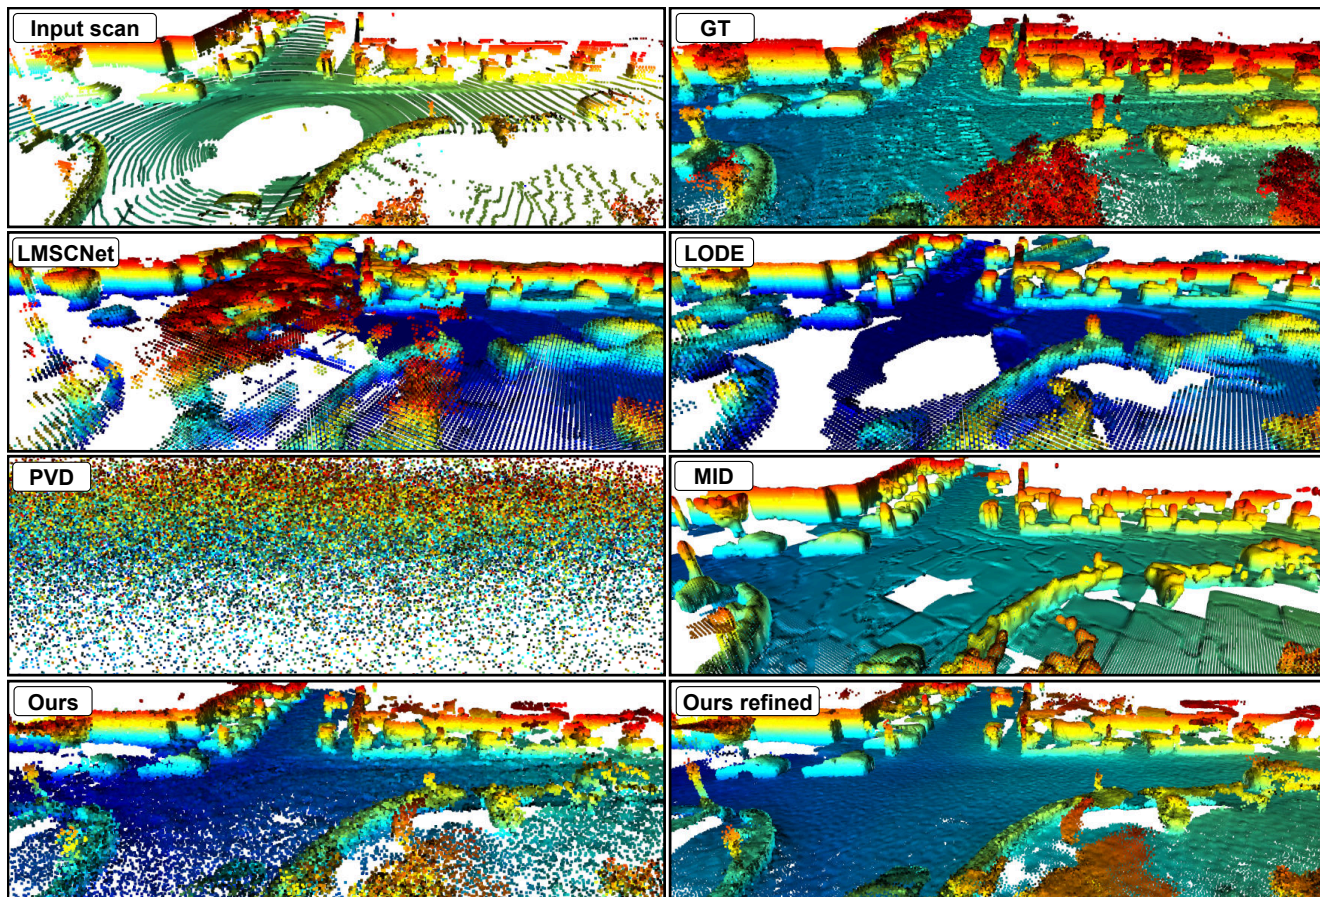 Input scan
GT
LMSCNet
LODE
PVD
MID
Ours
Ours refined